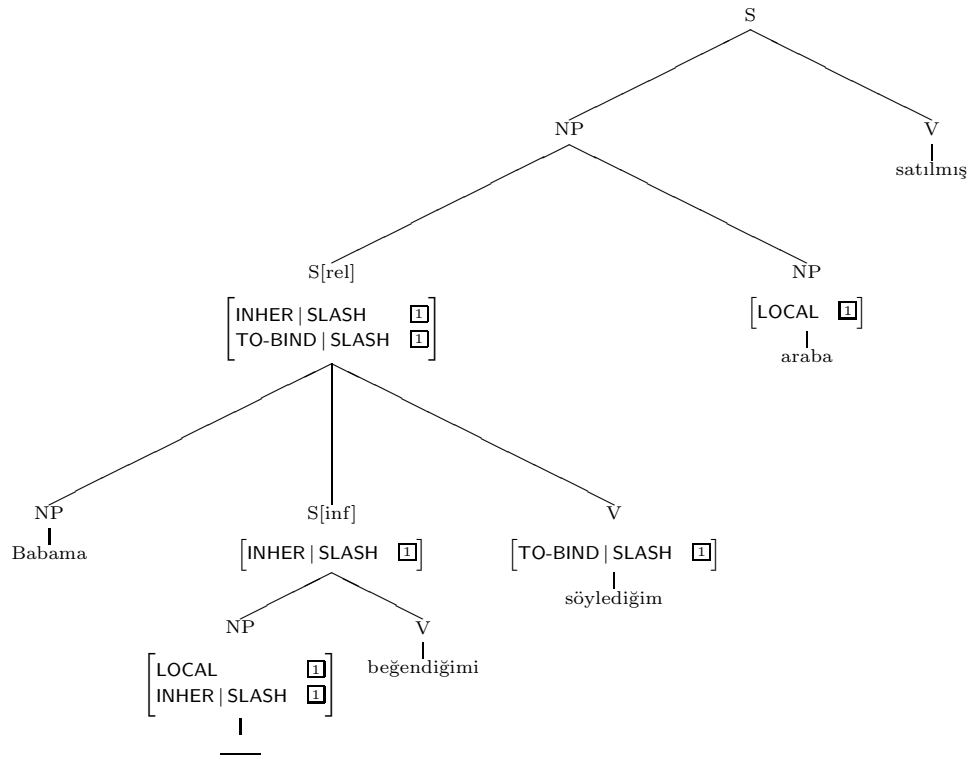 S
NP V
satılmış
S[rel] NP
[INHER | SLASH 1
TO-BIND | SLASH 1]
[LOCAL 1]
araba
NP S[inf] V
Babama
[INHER | SLASH 1]
[TO-BIND | SLASH 1]
söylediğim
NP V
beğendiğimi
[LOCAL 1
INHER | SLASH 1]